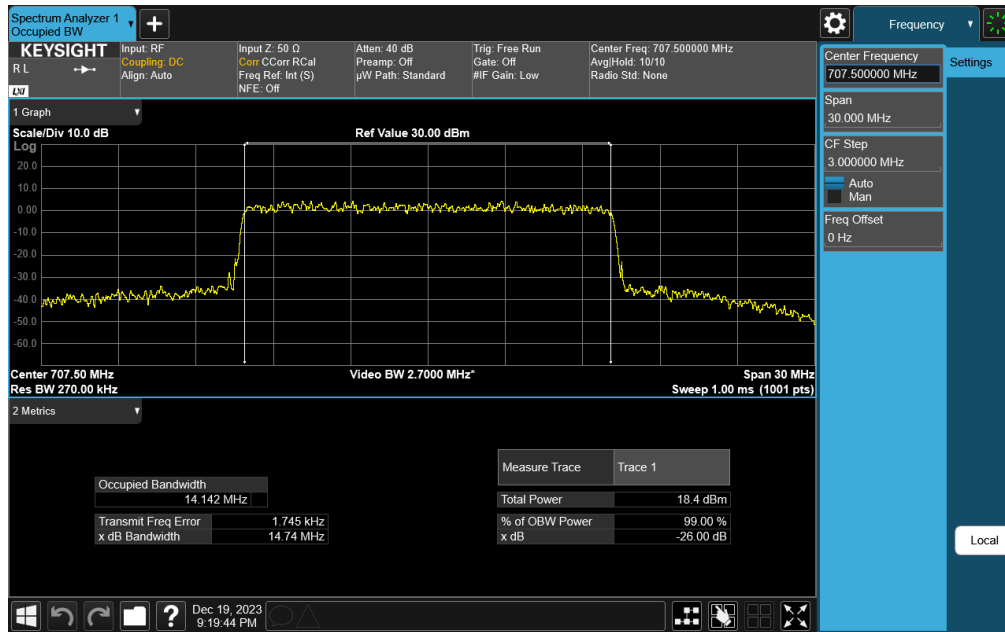 Spectrum Analyzer 1
Occupied BW
Frequency
KEYSIGHT
R L
LXI
Input: RF
Coupling: DC
Align: Auto
Input Z: 50 Ω
Corr CCorr RCal
Freq Ref: Int (S)
NFE: Off
Atten: 40 dB
Preamp: Off
µW Path: Standard
Trig: Free Run
Gate: Off
#IF Gain: Low
Center Freq: 707.500000 MHz
Avg|Hold: 10/10
Radio Std: None
Center Frequency
707.500000 MHz
Settings
Span
30.000 MHz
CF Step
3.000000 MHz
Auto
Man
Freq Offset
0 Hz
Local
1 Graph
Scale/Div 10.0 dB
Ref Value 30.00 dBm
Log
20.0
10.0
0.00
-10.0
-20.0
-30.0
-40.0
-50.0
-60.0
Center 707.50 MHz
Video BW 2.7000 MHz*
Span 30 MHz
Res BW 270.00 kHz
Sweep 1.00 ms (1001 pts)
2 Metrics
Occupied Bandwidth
14.142 MHz
Transmit Freq Error 1.745 kHz
x dB Bandwidth 14.74 MHz
Measure Trace Trace 1
Total Power 18.4 dBm
% of OBW Power 99.00 %
x dB -26.00 dB
?
Dec 19, 2023
9:19:44 PM